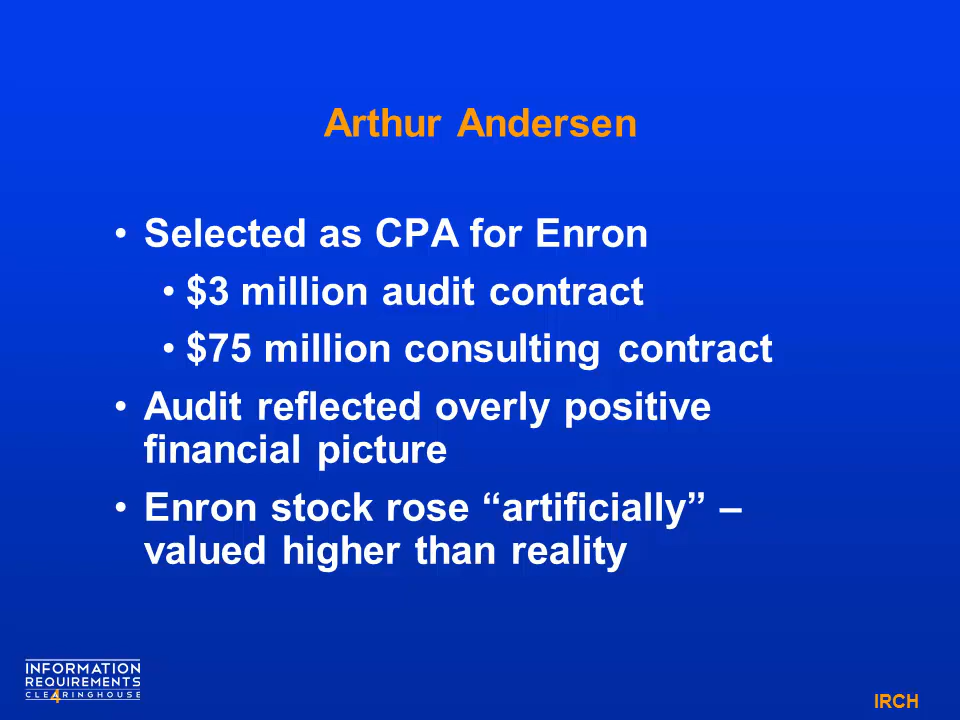 Arthur Andersen
• Selected as CPA for Enron
• $3 million audit contract
• $75 million consulting contract
• Audit reflected overly positive
financial picture
• Enron stock rose “artificially” –
valued higher than reality
INFORMATION
REQUIREMENTS
CLEARINGHOUSE
4
IRCH